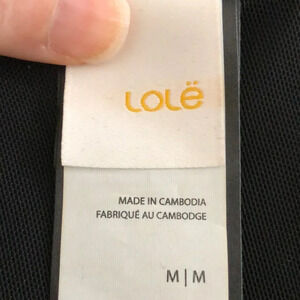 Lolë
MADE IN CAMBODIA
FABRIQUÉ AU CAMBODGE
M | M